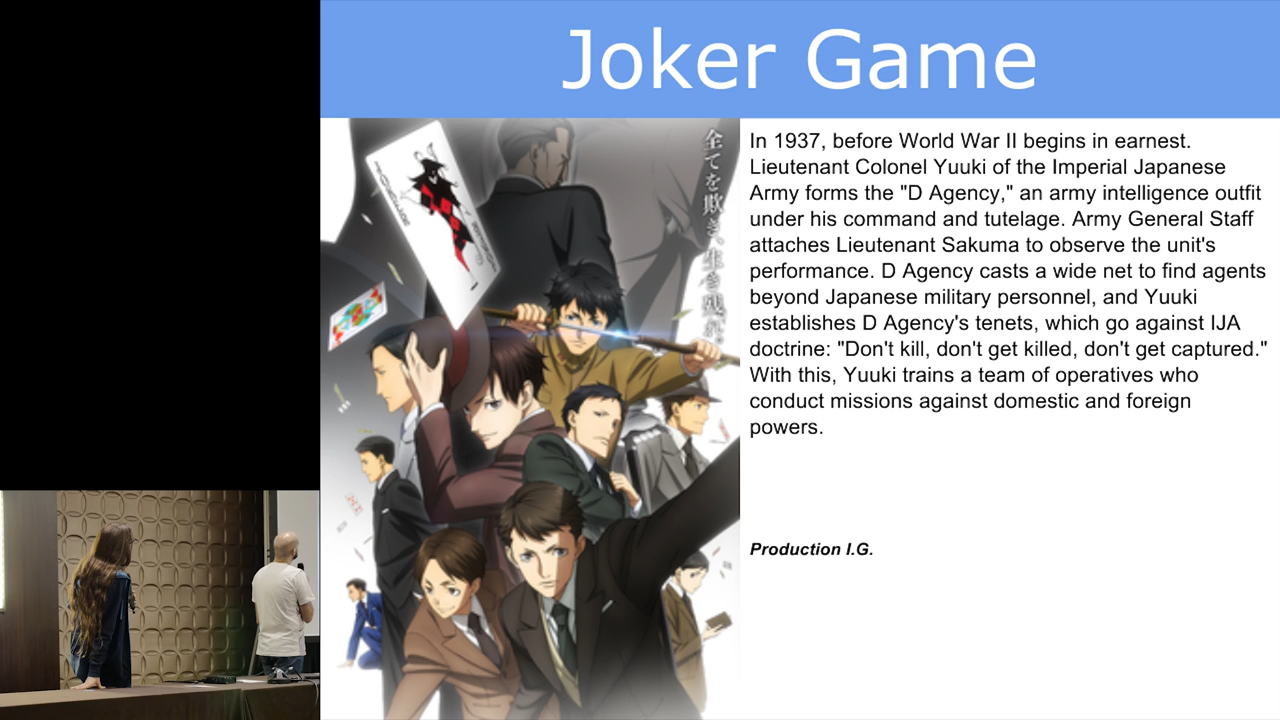 Joker Game
全てを欺き、生き残れ。
In 1937, before World War II begins in earnest.
Lieutenant Colonel Yuuki of the Imperial Japanese
Army forms the "D Agency," an army intelligence outfit
under his command and tutelage. Army General Staff
attaches Lieutenant Sakuma to observe the unit's
performance. D Agency casts a wide net to find agents
beyond Japanese military personnel, and Yuuki
establishes D Agency's tenets, which go against IJA
doctrine: "Don't kill, don't get killed, don't get captured."
With this, Yuuki trains a team of operatives who
conduct missions against domestic and foreign
powers.
Production I.G.